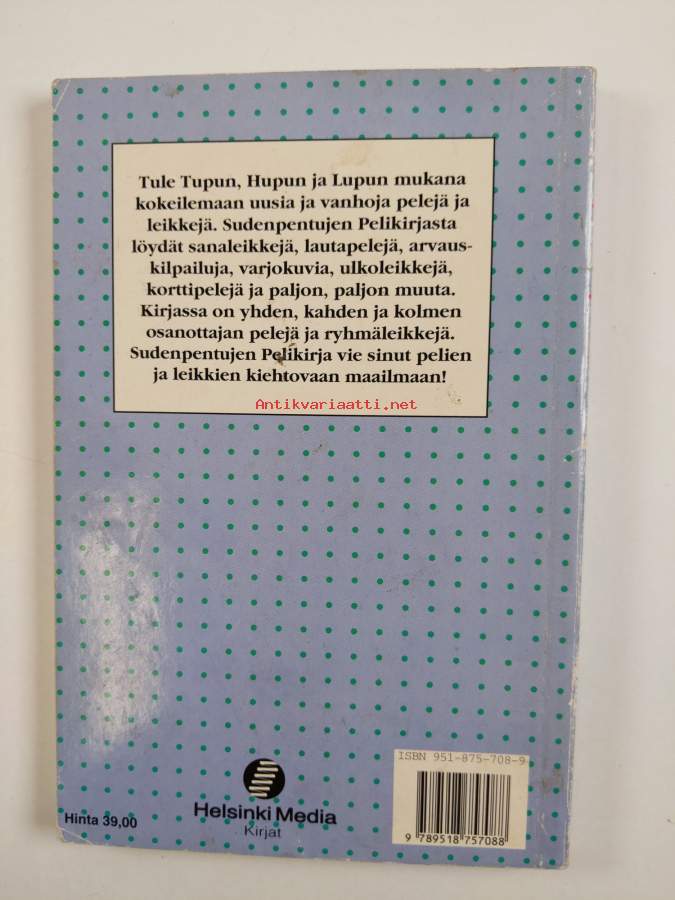 Tule Tupun, Hupun ja Lupun mukana
kokeilemaan uusia ja vanhoja pelejä ja
leikkejä. Sudenpentujen Pelikirjasta
löydät sanaleikkejä, lautapelejä, arvaus-
kilpailuja, varjokuvia, ulkoleikkejä,
korttipelejä ja paljon, paljon muuta.
Kirjassa on yhden, kahden ja kolmen
osanottajan pelejä ja ryhmäleikkejä.
Sudenpentujen Pelikirja vie sinut pelien
ja leikkien kiehtovaan maailmaan!
Antikvariaatti.net
ISBN 951-875-708-9
Hinta 39,00
Helsinki Media
Kirjat
9 789518 757088